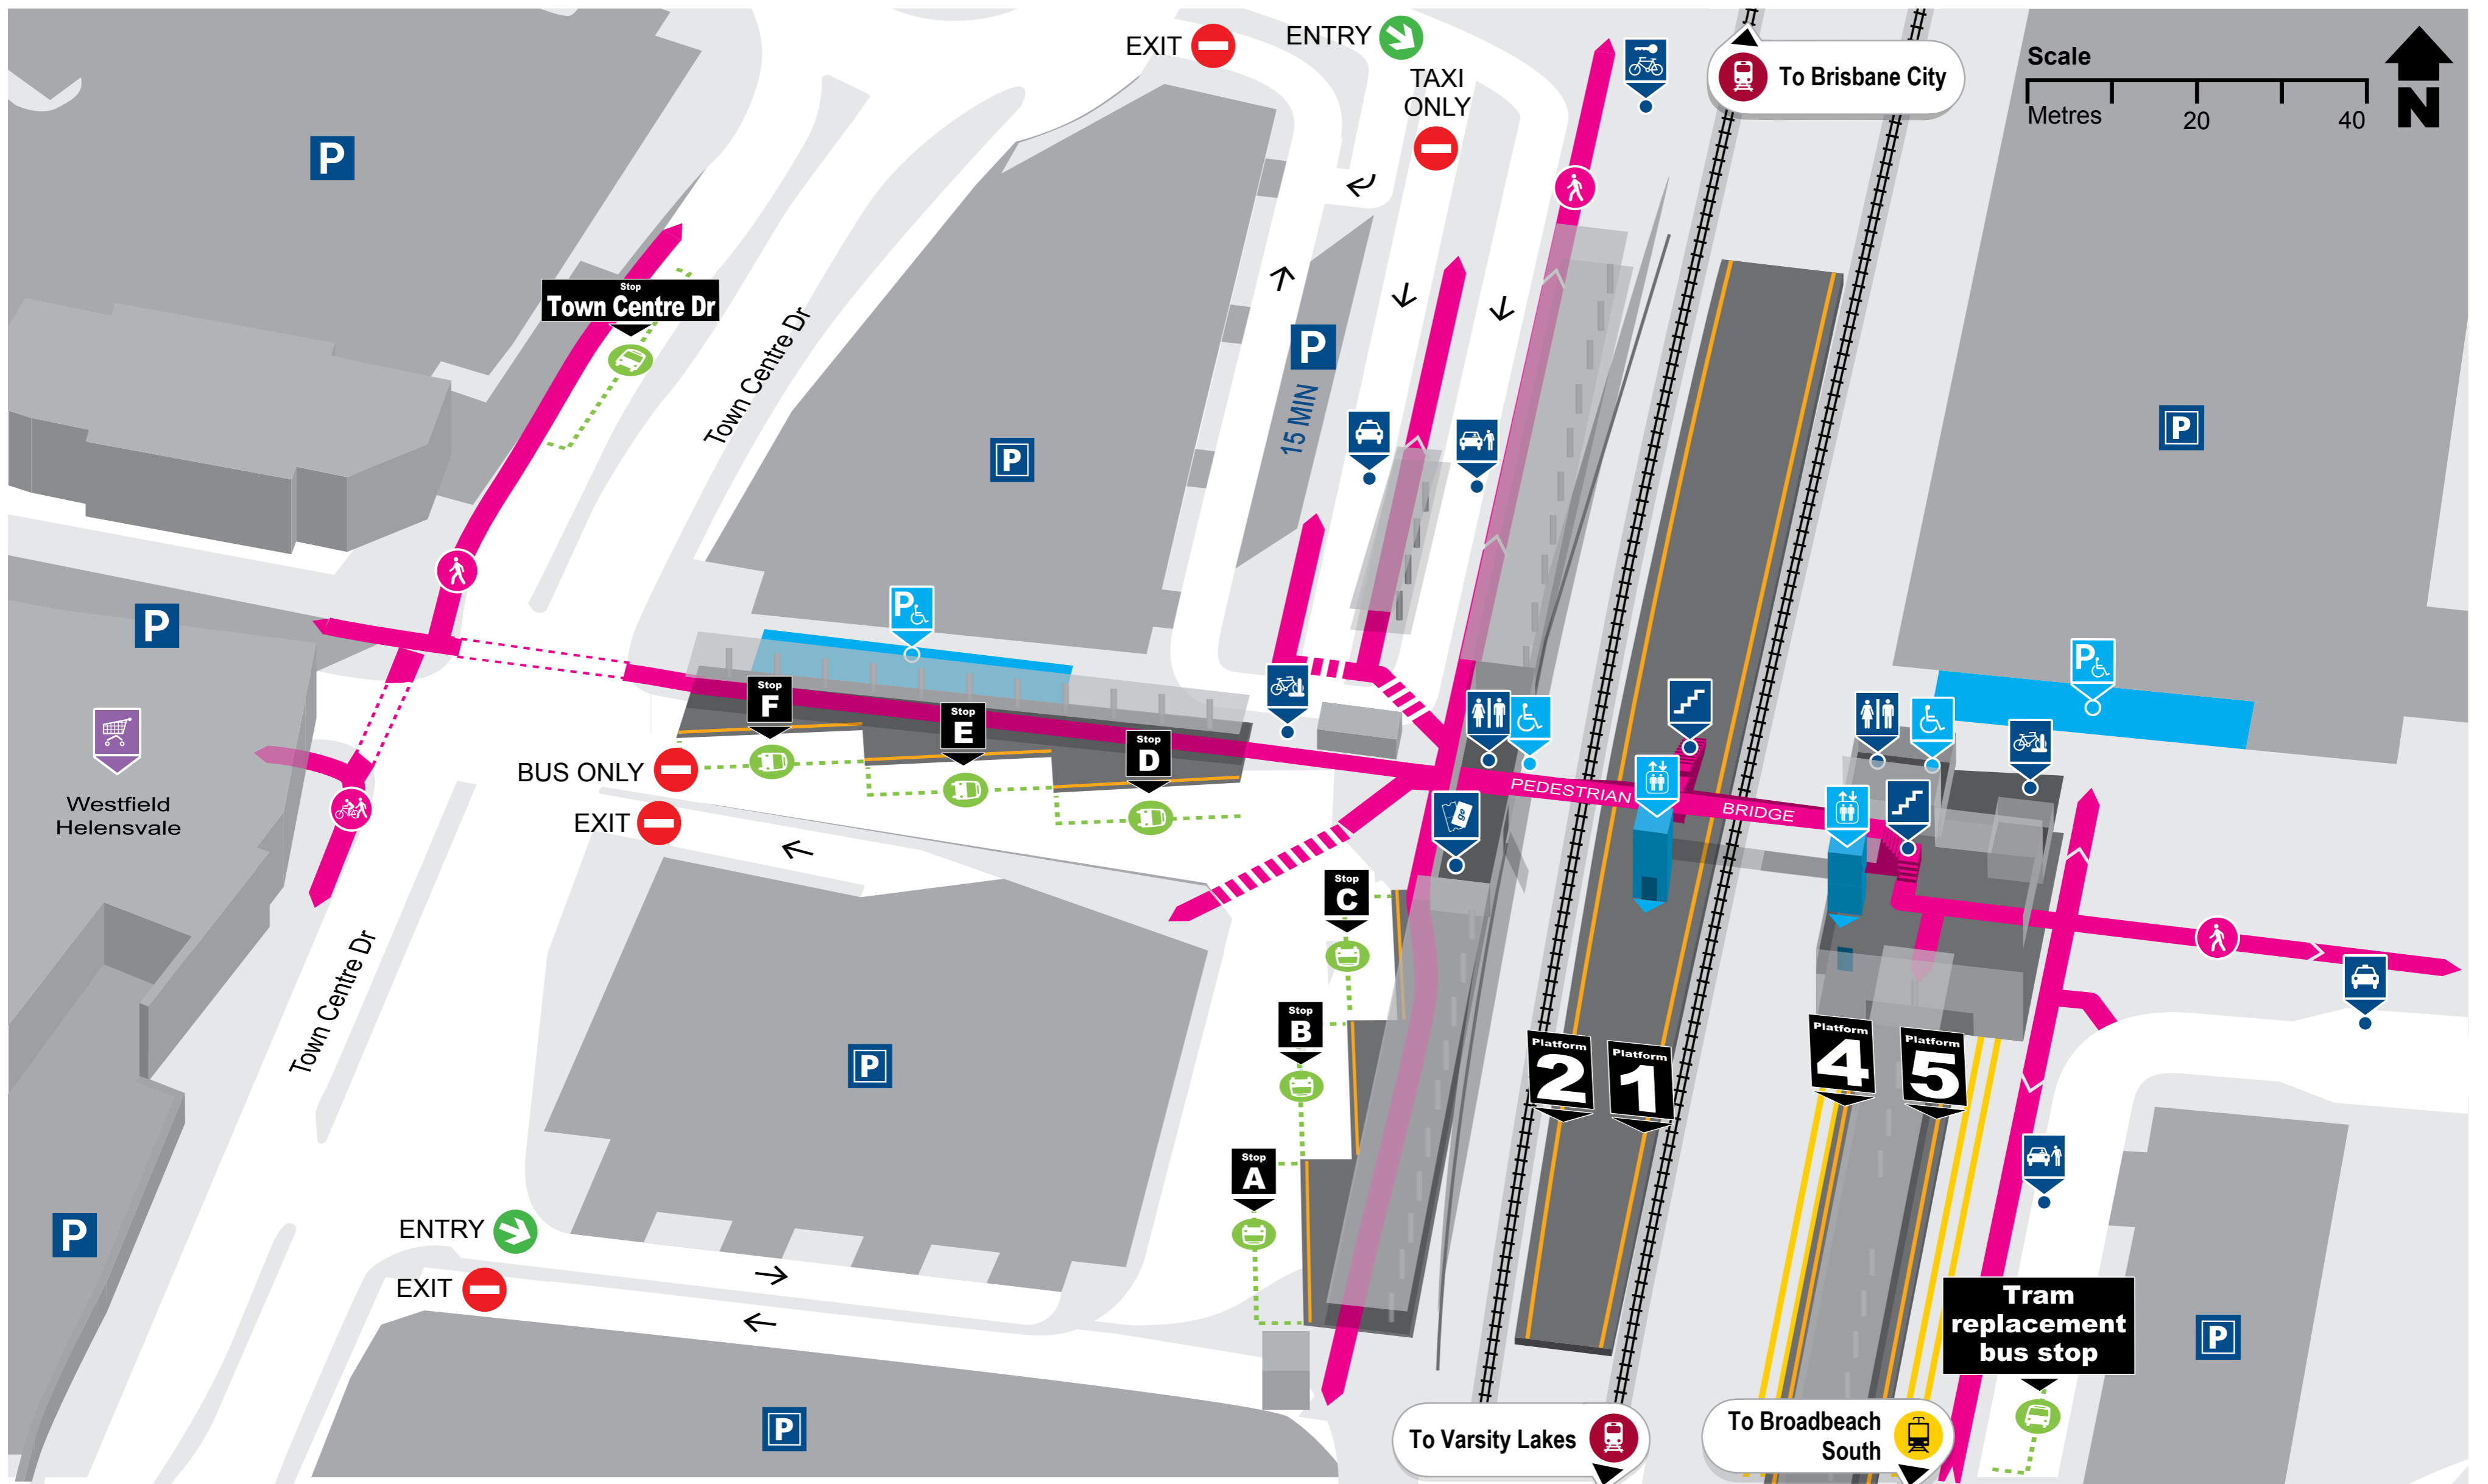 EXIT
ENTRY
TAXI
ONLY
To Brisbane City
Scale
Metres
20
40
N
P
Stop
Town Centre Dr
Town Centre Dr
P
15 MIN
P
P
P
P
P
Stop
F
Stop
E
Stop
D
BUS ONLY
EXIT
PEDESTRIAN
BRIDGE
go
P
Westfield
Helensvale
Stop
C
Stop
B
Stop
A
Town Centre Dr
P
Platform
2
Platform
1
Platform
4
Platform
5
P
ENTRY
EXIT
Tram
replacement
bus stop
P
P
To Varsity Lakes
To Broadbeach
South